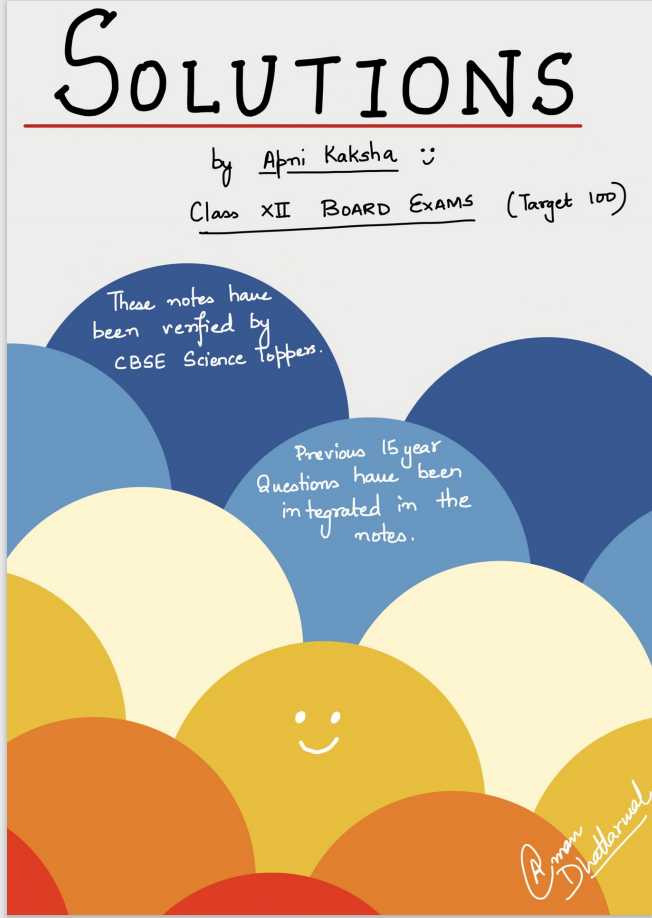 SOLUTIONS
by Apni Kaksha :)
Class XII BOARD EXAMS (Target 100)
These notes have
been verified by
CBSE Science Toppers.
Previous 15 year
Questions have been
integrated in the
notes.
Aman
Dhattarwal